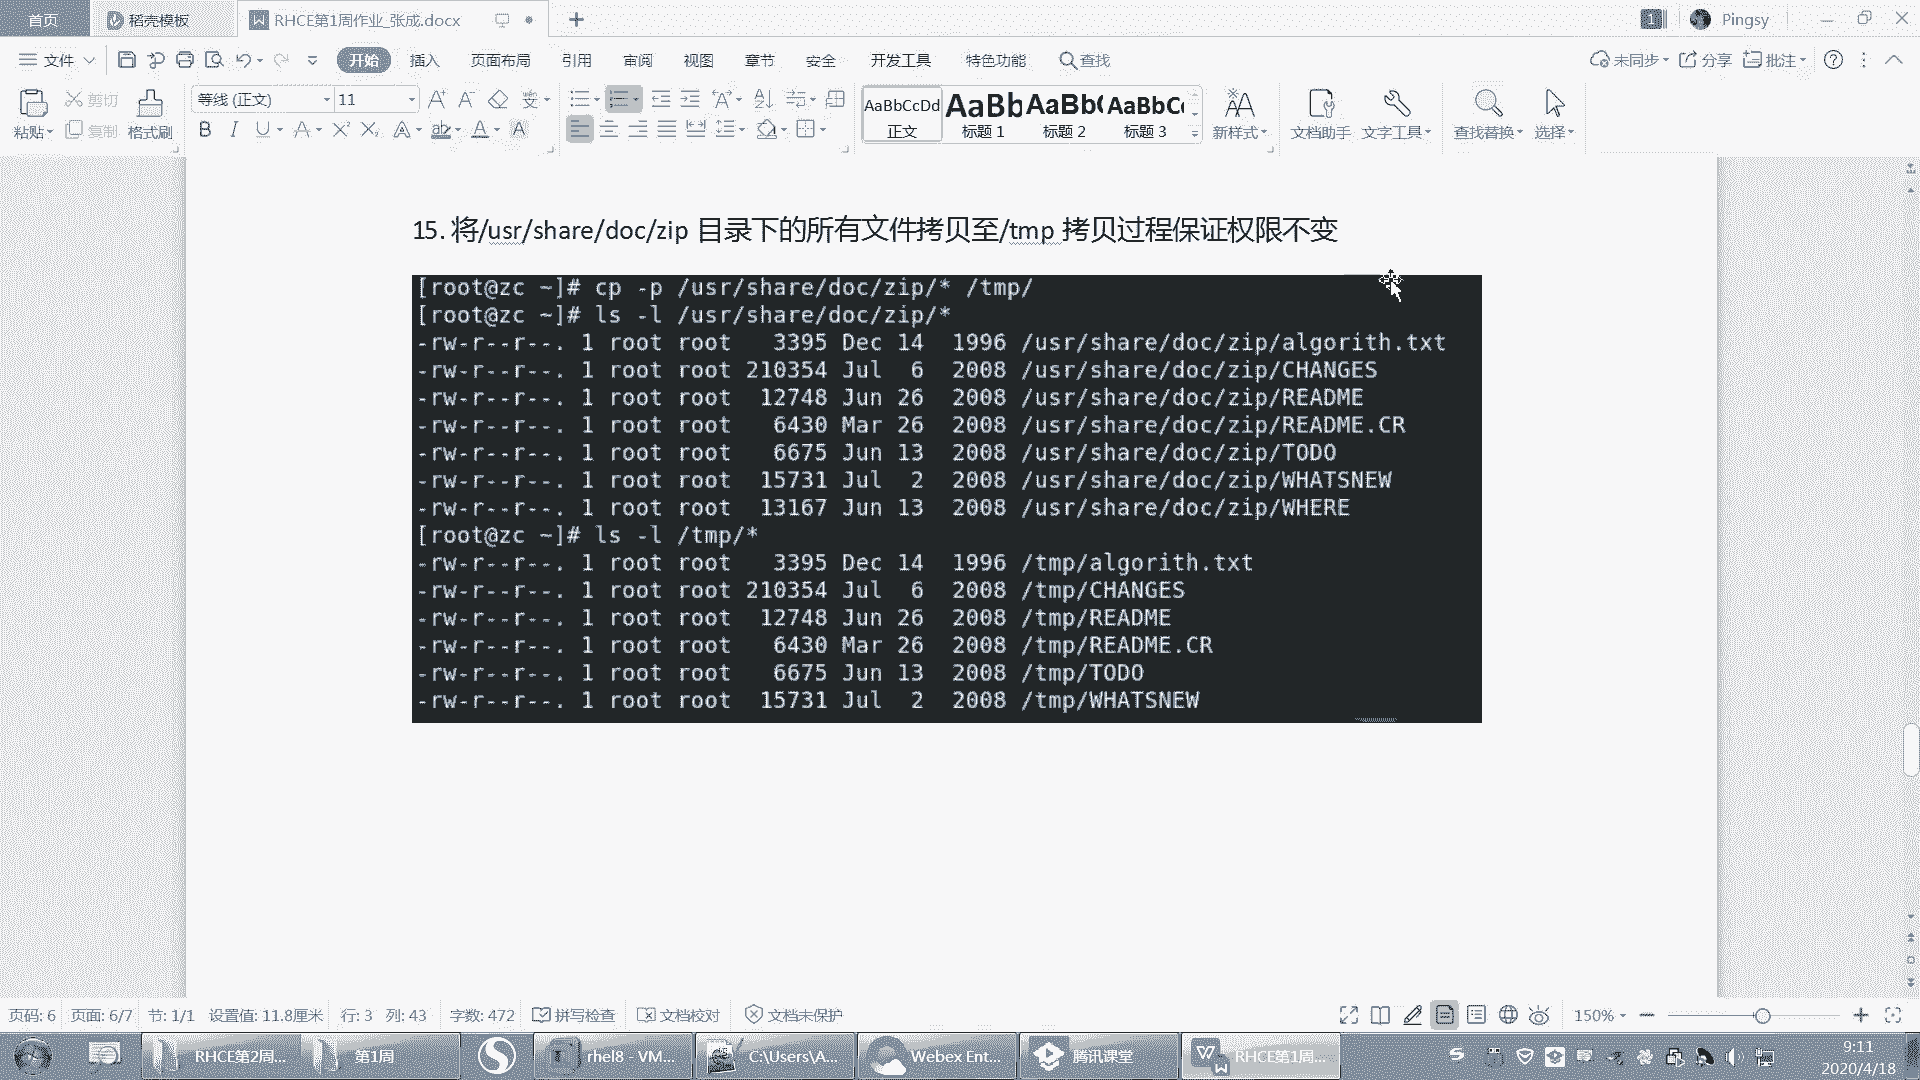 首页
稻壳模板
RHCE第1周作业_张成.docx
1
Pingsy
文件
开始
插入
页面布局
引用
审阅
视图
章节
安全
开发工具
特色功能
查找
未同步
分享
批注
粘贴
剪切
复制
格式刷
等线 (正文)
11
AaBbCcDd
正文
AaBb
标题 1
AaBb(
标题 2
AaBbC
标题 3
新样式
文档助手
文字工具
查找替换
选择
15. 将/usr/share/doc/zip 目录下的所有文件拷贝至/tmp 拷贝过程保证权限不变
[root@zc ~]# cp -p /usr/share/doc/zip/* /tmp/
[root@zc ~]# ls -l /usr/share/doc/zip/*
-rw-r--r--. 1 root root   3395 Dec 14  1996 /usr/share/doc/zip/algorith.txt
-rw-r--r--. 1 root root 210354 Jul  6  2008 /usr/share/doc/zip/CHANGES
-rw-r--r--. 1 root root  12748 Jun 26  2008 /usr/share/doc/zip/README
-rw-r--r--. 1 root root   6430 Mar 26  2008 /usr/share/doc/zip/README.CR
-rw-r--r--. 1 root root   6675 Jun 13  2008 /usr/share/doc/zip/TODO
-rw-r--r--. 1 root root  15731 Jul  2  2008 /usr/share/doc/zip/WHATSNEW
-rw-r--r--. 1 root root  13167 Jun 13  2008 /usr/share/doc/zip/WHERE
[root@zc ~]# ls -l /tmp/*
-rw-r--r--. 1 root root   3395 Dec 14  1996 /tmp/algorith.txt
-rw-r--r--. 1 root root 210354 Jul  6  2008 /tmp/CHANGES
-rw-r--r--. 1 root root  12748 Jun 26  2008 /tmp/README
-rw-r--r--. 1 root root   6430 Mar 26  2008 /tmp/README.CR
-rw-r--r--. 1 root root   6675 Jun 13  2008 /tmp/TODO
-rw-r--r--. 1 root root  15731 Jul  2  2008 /tmp/WHATSNEW
页码: 6
页面: 6/7
节: 1/1
设置值: 11.8厘米
行: 3
列: 43
字数: 472
拼写检查
文档校对
文档未保护
150%
RHCE第2周...
第1周
rhel8 - VM...
C:\Users\A...
Webex Ent...
腾讯课堂
RHCE第1周...
9:11
2020/4/18